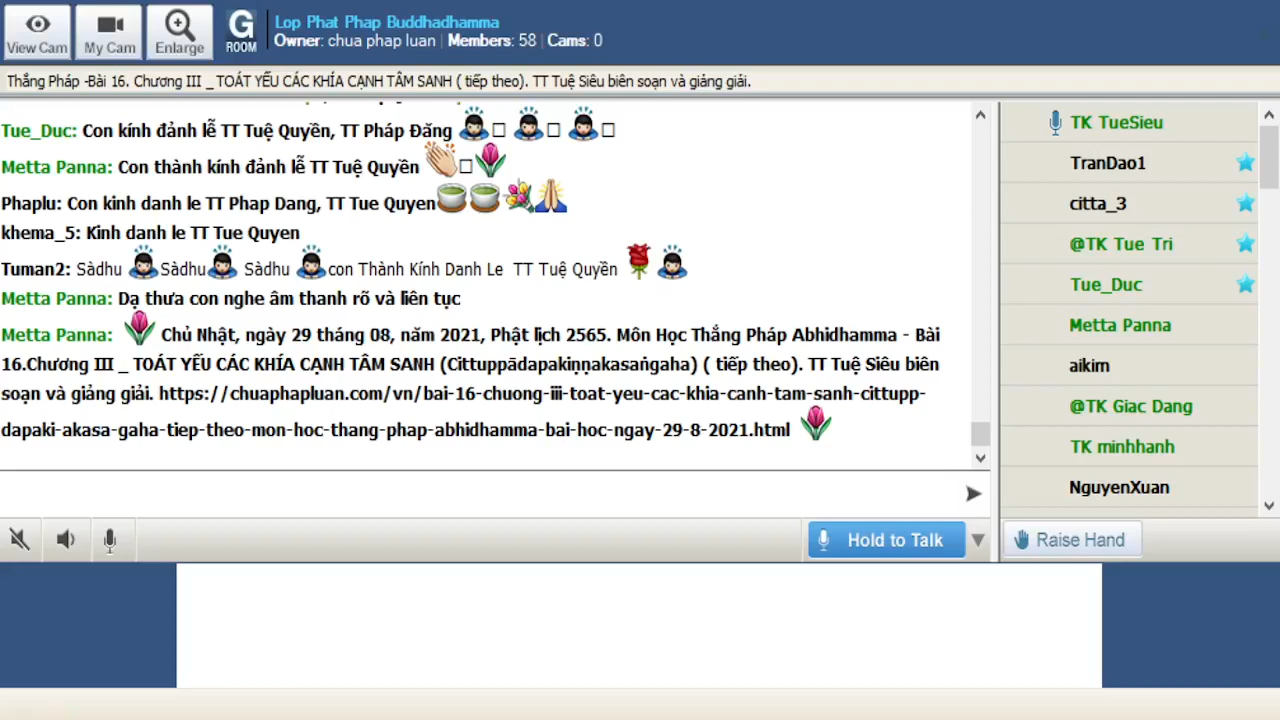 Lop Phat Phap Buddhadhamma
Owner: chua phap luan | Members: 58 | Cams: 0
View Cam
My Cam
Enlarge
G
ROOM
Thắng Pháp -Bài 16. Chương III _ TOÁT YẾU CÁC KHÍA CẠNH TÂM SANH ( tiếp theo). TT Tuệ Siêu biên soạn và giảng giải.
Tue_Duc: Con kính đảnh lễ TT Tuệ Quyền, TT Pháp Đăng
Metta Panna: Con thành kính đảnh lễ TT Tuệ Quyền
Phaplu: Con kinh danh le TT Phap Dang, TT Tue Quyen
khema_5: Kinh danh le TT Tue Quyen
Tuman2: Sàdhu Sàdhu Sàdhu con Thành Kính Danh Le TT Tuệ Quyền
Metta Panna: Dạ thưa con nghe âm thanh rõ và liên tục
Metta Panna: Chủ Nhật, ngày 29 tháng 08, năm 2021, Phật lịch 2565. Môn Học Thắng Pháp Abhidhamma - Bài
16.Chương III _ TOÁT YẾU CÁC KHÍA CẠNH TÂM SANH (Cittuppādapakiṇṇakasaṅgaha) ( tiếp theo). TT Tuệ Siêu biên
soạn và giảng giải. https://chuaphapluan.com/vn/bai-16-chuong-iii-toat-yeu-cac-khia-canh-tam-sanh-cittupp-
dapaki-akasa-gaha-tiep-theo-mon-hoc-thang-phap-abhidhamma-bai-hoc-ngay-29-8-2021.html
TK TueSieu
TranDao1
citta_3
@TK Tue Tri
Tue_Duc
Metta Panna
aikim
@TK Giac Dang
TK minhhanh
NguyenXuan
Hold to Talk
Raise Hand